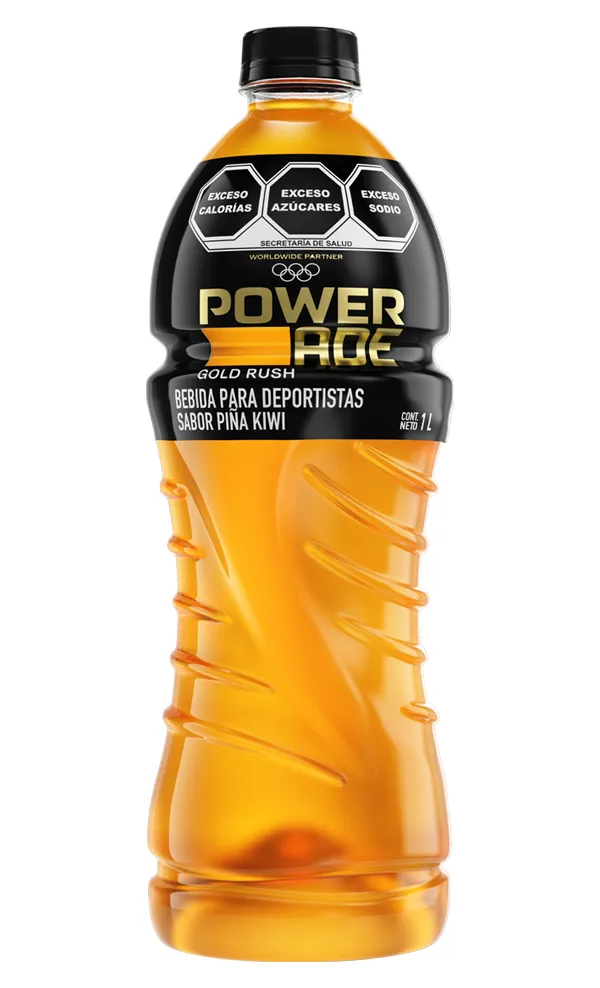 EXCESO CALORÍAS
EXCESO AZÚCARES
EXCESO SODIO
SECRETARÍA DE SALUD
WORLDWIDE PARTNER
POWER
ADE
GOLD RUSH
BEBIDA PARA DEPORTISTAS
SABOR PIÑA KIWI
CONT. NETO 1 L